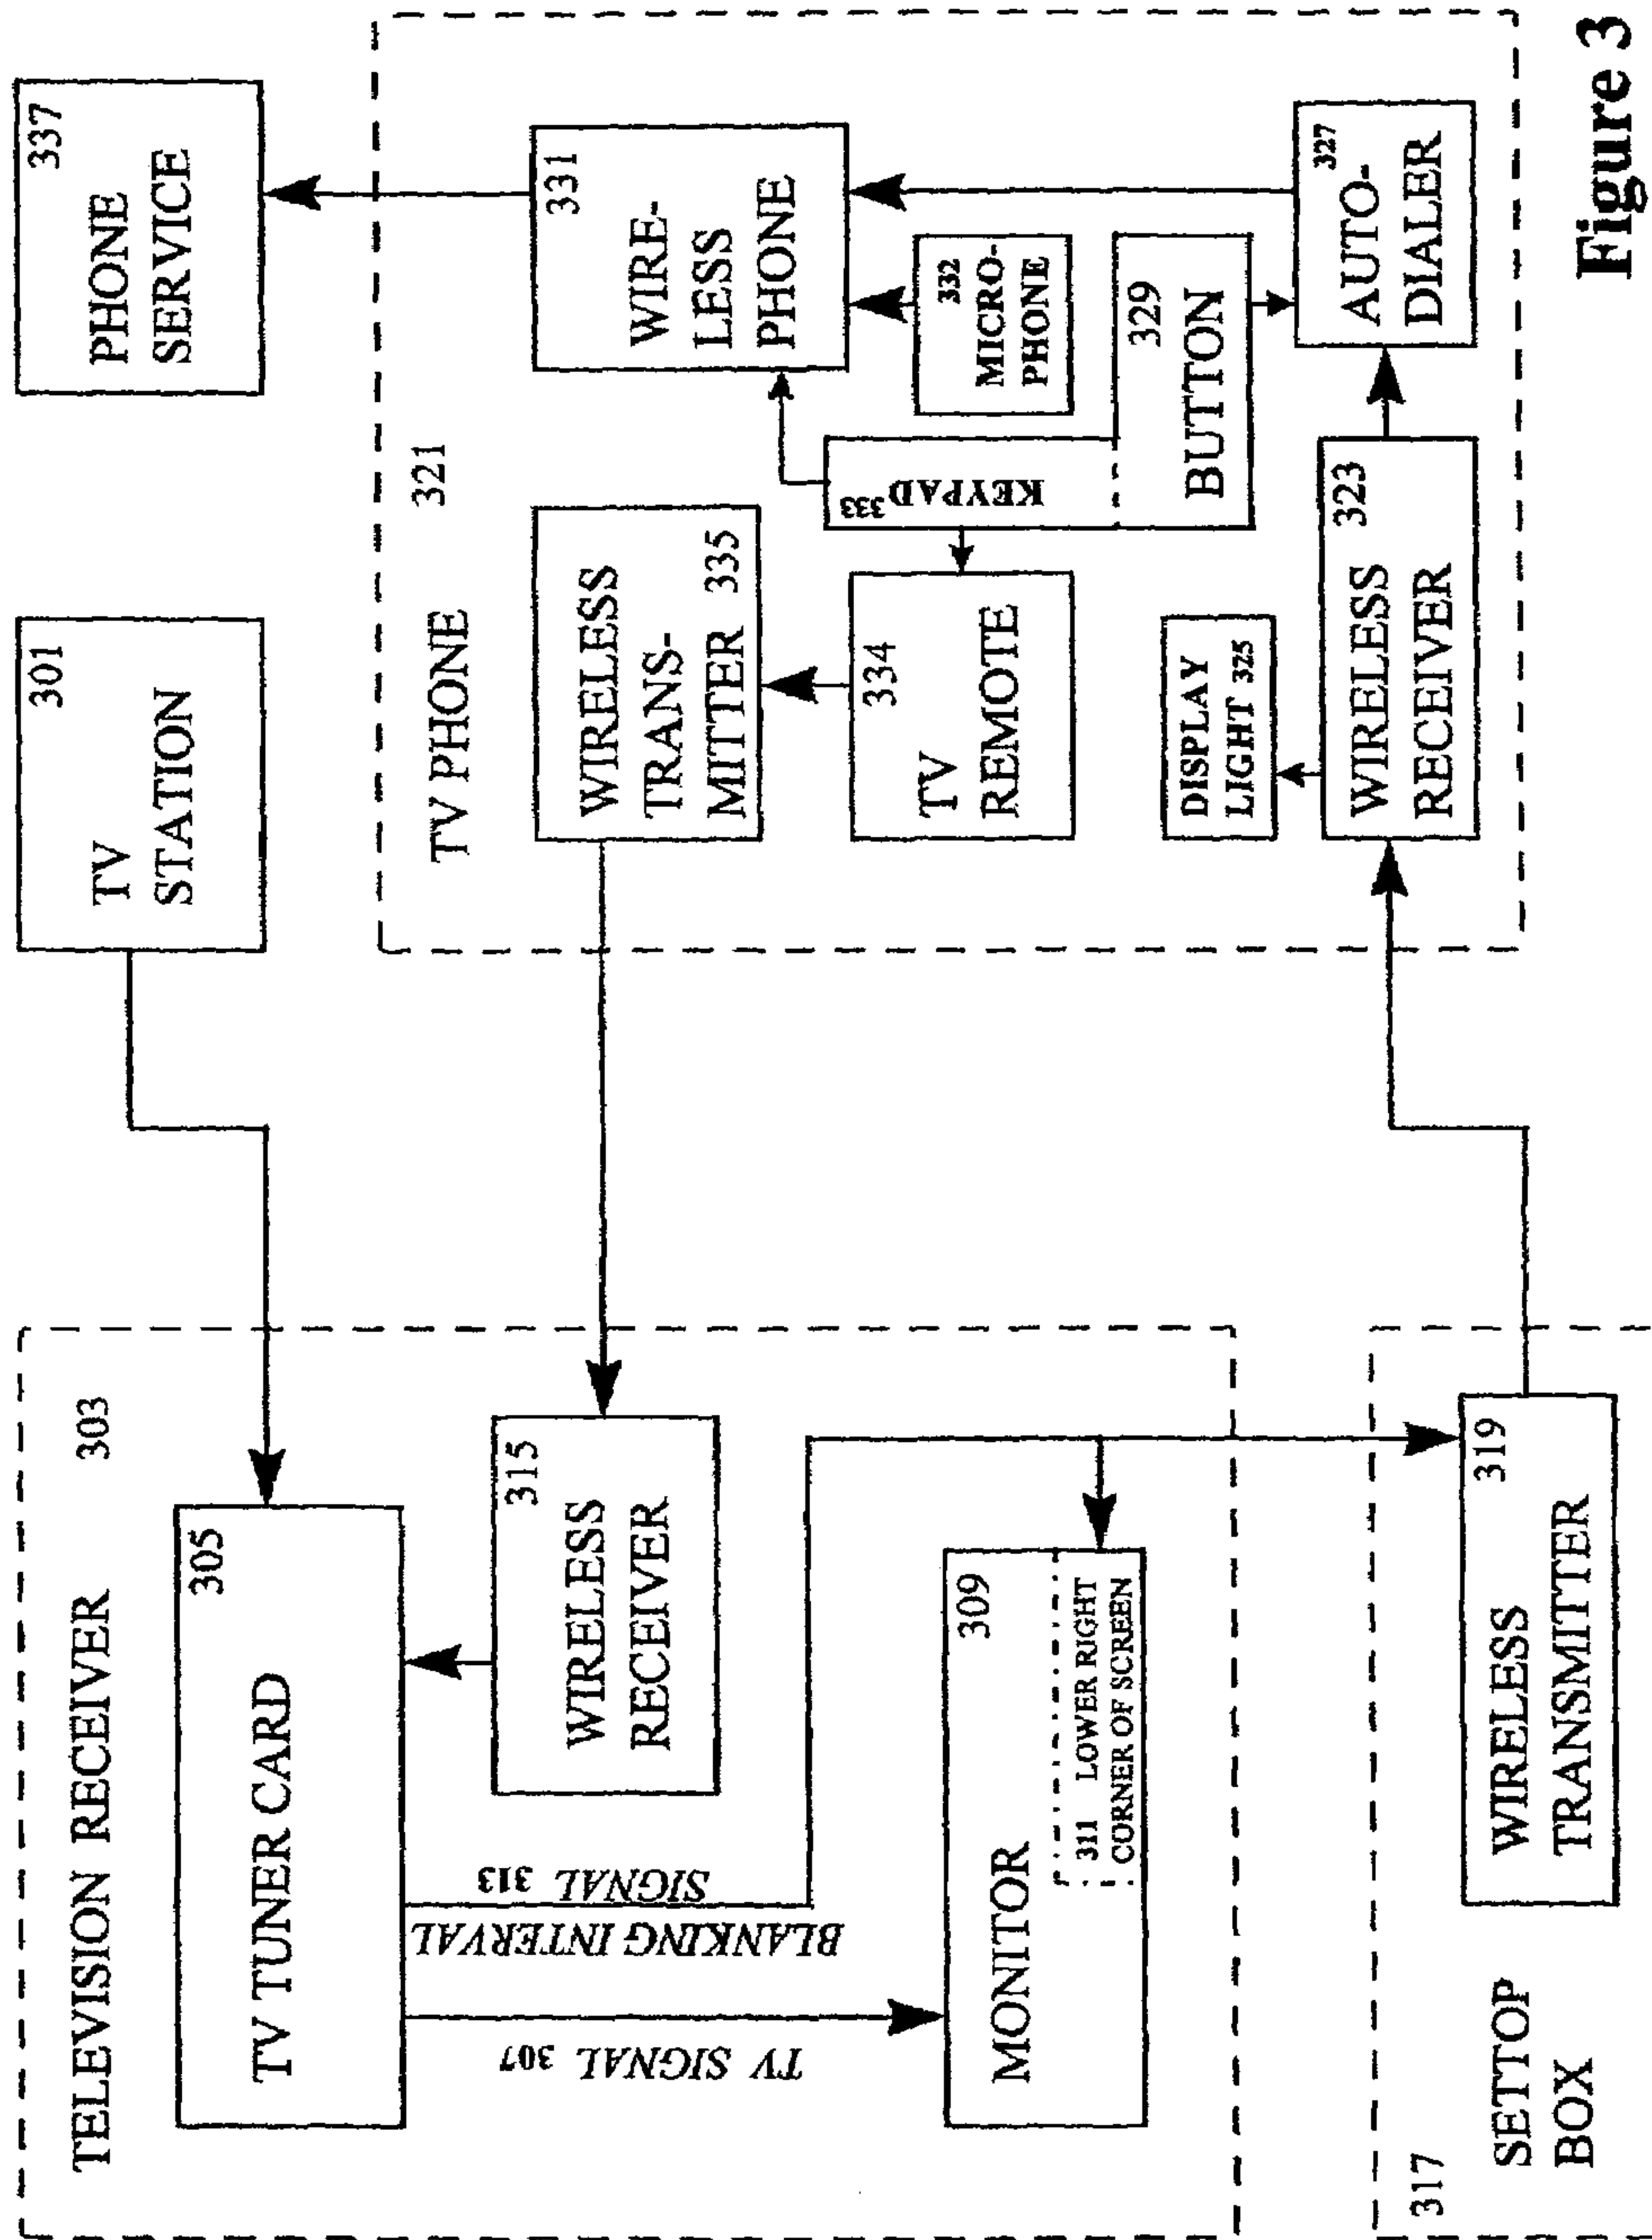 TELEVISION RECEIVER 303
305
TV TUNER CARD
315
WIRELESS
RECEIVER
TV SIGNAL 307
BLANKING INTERVAL
SIGNAL 313
309
MONITOR
311 LOWER RIGHT
CORNER OF SCREEN
317
SETTOP
BOX
319
WIRELESS
TRANSMITTER
301
TV
STATION
337
PHONE
SERVICE
TV PHONE 321
WIRELESS
TRANS-
MITTER 335
331
WIRE-
LESS
PHONE
334
TV
REMOTE
KEYPAD 333
332
MICRO-
PHONE
329
BUTTON
DISPLAY
LIGHT 325
323
WIRELESS
RECEIVER
327
AUTO-
DIALER
Figure 3